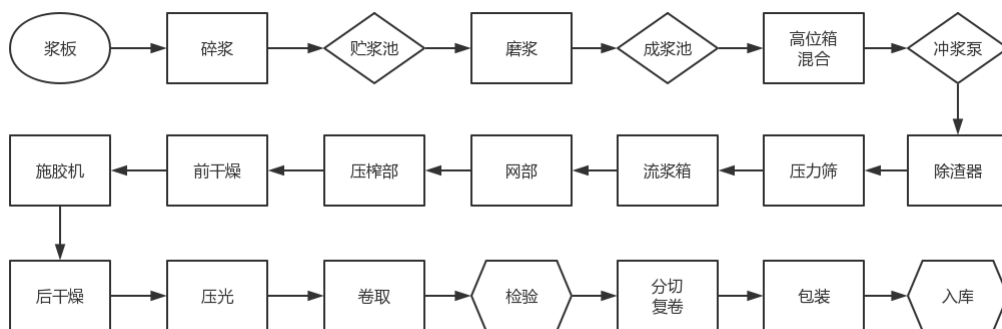 浆板
碎浆
贮浆池
磨浆
成浆池
高位箱
混合
冲浆泵
除渣器
压力筛
流浆箱
网部
压榨部
前干燥
施胶机
后干燥
压光
卷取
检验
分切
复卷
包装
入库